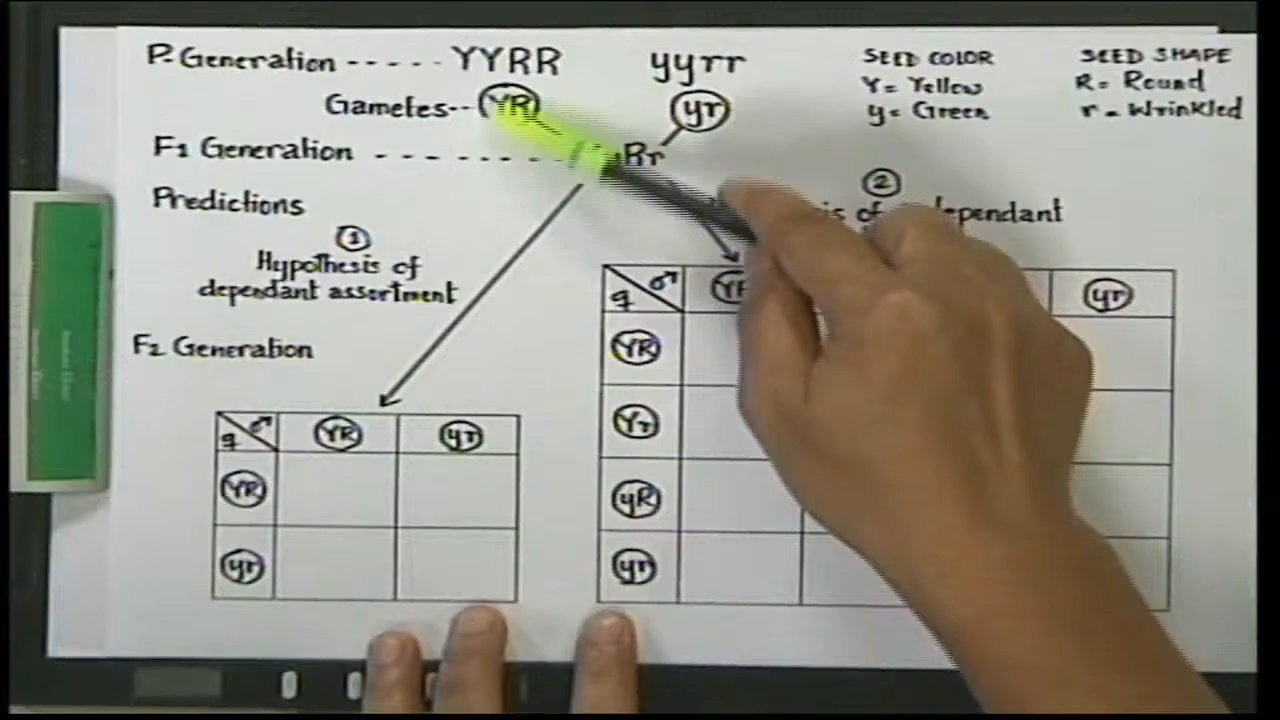 P-Generation ----- YYRR yyrr
Gametes-- YR yr
F1 Generation -------- Rr
SEED COLOR
Y= Yellow
y= Green
SEED SHAPE
R= Round
r= Wrinkled
Predictions
1
Hypothesis of
dependant assortment
2
of
F2 Generation
♀ ♂ YR yr
YR
yr
♀ ♂ yr
YR
Yr
yR
yr